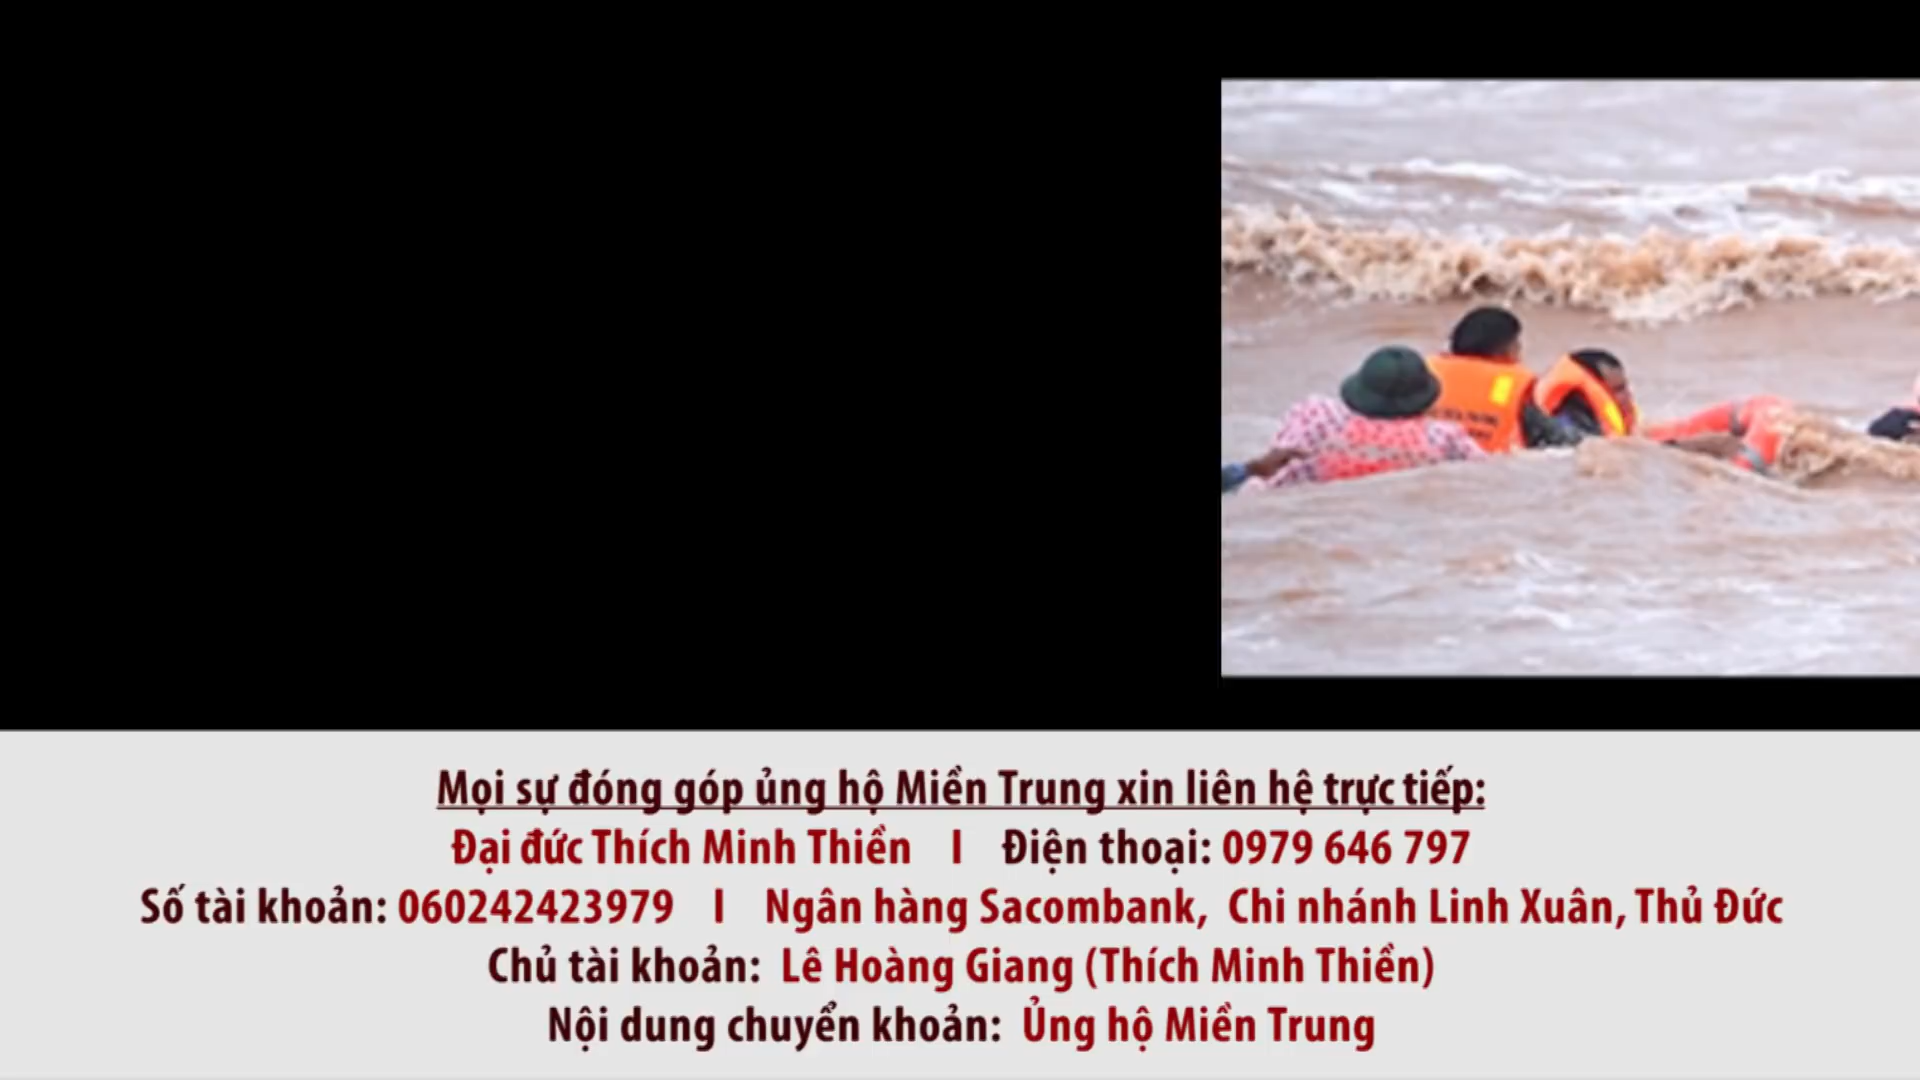 Mọi sự đóng góp ủng hộ Miền Trung xin liên hệ trực tiếp:
Đại đức Thích Minh Thiền I Điện thoại: 0979 646 797
Số tài khoản: 060242423979 I Ngân hàng Sacombank, Chi nhánh Linh Xuân, Thủ Đức
Chủ tài khoản: Lê Hoàng Giang (Thích Minh Thiền)
Nội dung chuyển khoản: Ủng hộ Miền Trung